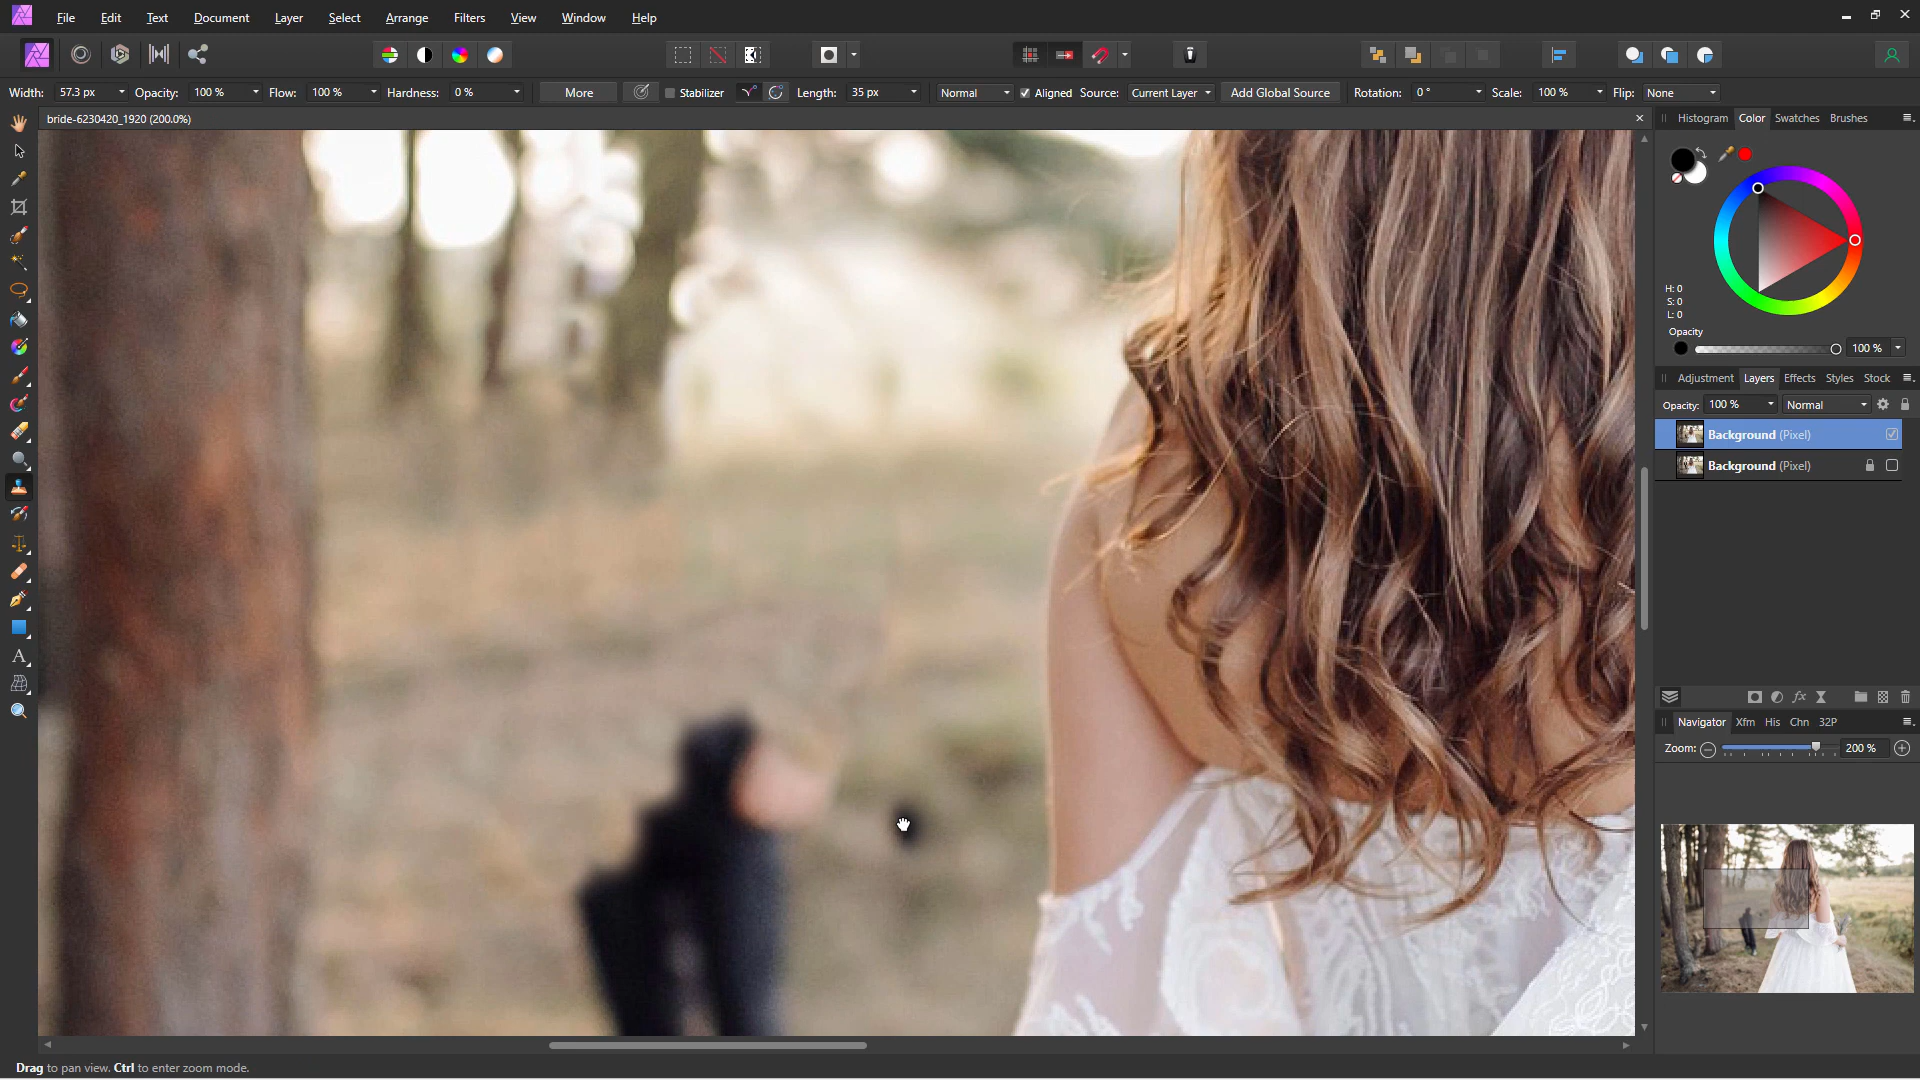 File Edit Text Document Layer Select Arrange Filters View Window Help
Width: 57.3 px Opacity: 100 % Flow: 100 % Hardness: 0 % More Stabilizer Length: 35 px Normal Aligned Source: Current Layer Add Global Source Rotation: 0 ° Scale: 100 % Flip: None
bride-6230420_1920 (200.0%)
Histogram Color Swatches Brushes
H: 0
S: 0
L: 0
Opacity
100 %
Adjustment Layers Effects Styles Stock
Opacity: 100 % Normal
Background (Pixel)
Background (Pixel)
fx
Navigator Xfm His Chn 32P
Zoom: 200 %
Drag to pan view. Ctrl to enter zoom mode.